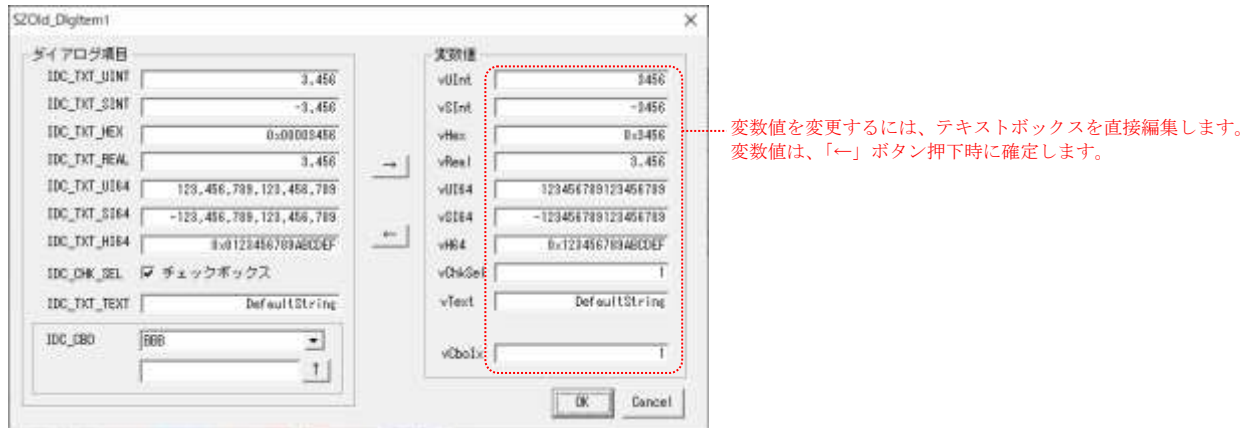 SZOld_DigItem1
ダイアログ項目
IDC_TXT_UINT 3,456
IDC_TXT_SINT -3,456
IDC_TXT_HEX 0x00003456
IDC_TXT_REAL 3.456
IDC_TXT_UI64 123,456,789,123,456,789
IDC_TXT_SI64 -123,456,789,123,456,789
IDC_TXT_HI64 0x0123456789ABCDEF
IDC_CHK_SEL チェックボックス
IDC_TXT_TEXT DefaultString
IDC_CBO BBB
↑
→
←
変数値
vUInt 3456
vSInt -3456
vHex 0x3456
vReal 3.456
vUI64 123456789123456789
vSI64 -123456789123456789
vH64 0x123456789ABCDEF
vChkSel 1
vText DefaultString
vCboIx 1
OK Cancel
変数値を変更するには、テキストボックスを直接編集します。
変数値は、「←」ボタン押下時に確定します。